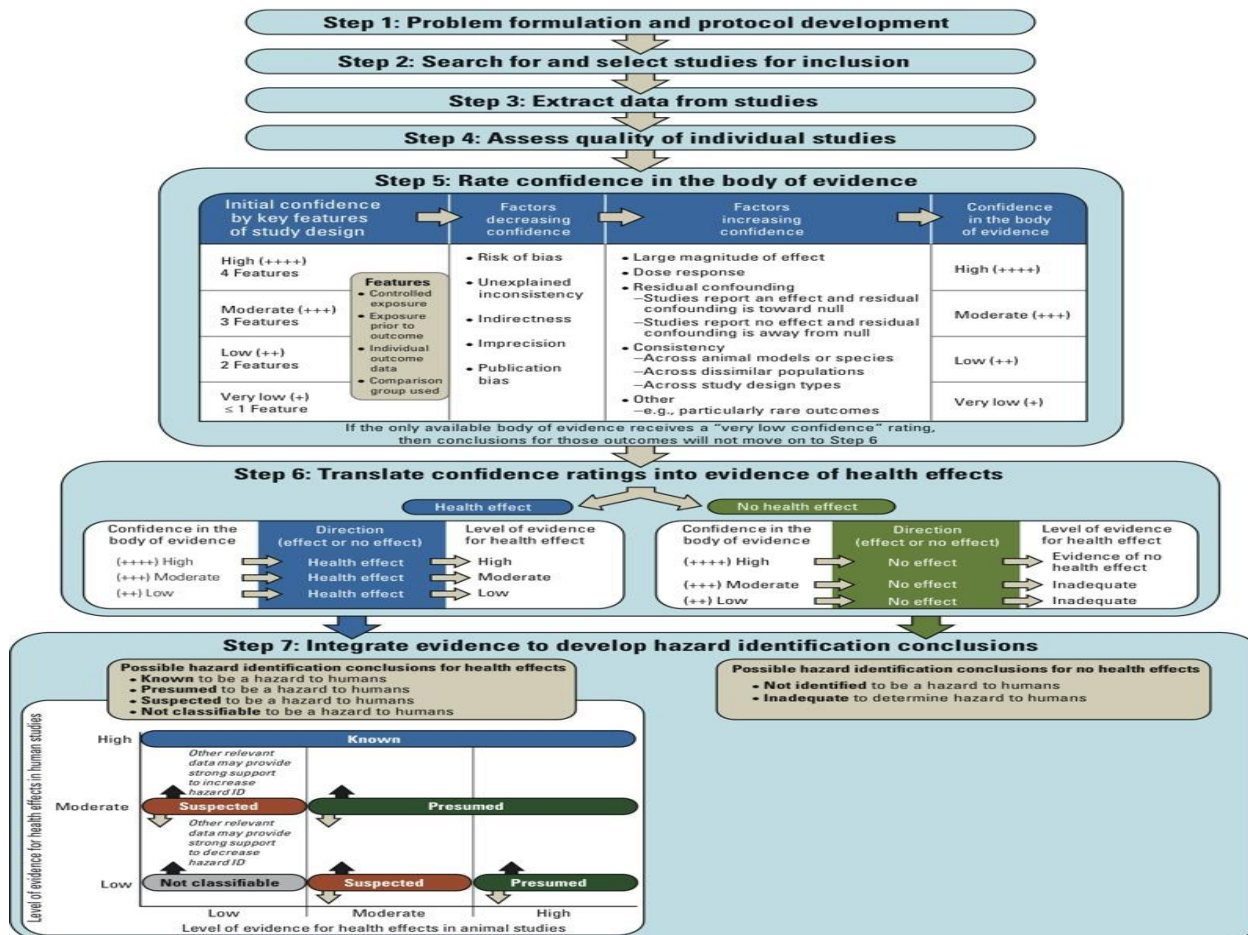 Step 1: Problem formulation and protocol development
Step 2: Search for and select studies for inclusion
Step 3: Extract data from studies
Step 4: Assess quality of individual studies
Step 5: Rate confidence in the body of evidence
Initial confidence
by key features
of study design
Factors
decreasing
confidence
Factors
increasing
confidence
Confidence
in the body
of evidence
High (++++)
4 Features
Moderate (+++)
3 Features
Low (++)
2 Features
Very low (+)
≤ 1 Feature
Features
• Controlled
exposure
• Exposure
prior to
outcome
• Individual
outcome
data
• Comparison
group used
• Risk of bias
• Unexplained
inconsistency
• Indirectness
• Imprecision
• Publication
bias
• Large magnitude of effect
• Dose response
• Residual confounding
–Studies report an effect and residual
confounding is toward null
–Studies report no effect and residual
confounding is away from null
• Consistency
–Across animal models or species
–Across dissimilar populations
–Across study design types
• Other
–e.g., particularly rare outcomes
High (++++)
Moderate (+++)
Low (++)
Very low (+)
If the only available body of evidence receives a "very low confidence" rating,
then conclusions for those outcomes will not move on to Step 6
Step 6: Translate confidence ratings into evidence of health effects
Health effect
No health effect
Confidence in the
body of evidence
Direction
(effect or no effect)
Level of evidence
for health effect
(++++) High
Health effect
High
(+++) Moderate
Health effect
Moderate
(++) Low
Health effect
Low
Confidence in the
body of evidence
Direction
(effect or no effect)
Level of evidence
for health effect
(++++) High
No effect
Evidence of no
health effect
(+++) Moderate
No effect
Inadequate
(++) Low
No effect
Inadequate
Step 7: Integrate evidence to develop hazard identification conclusions
Possible hazard identification conclusions for health effects
• Known to be a hazard to humans
• Presumed to be a hazard to humans
• Suspected to be a hazard to humans
• Not classifiable to be a hazard to humans
Possible hazard identification conclusions for no health effects
• Not identified to be a hazard to humans
• Inadequate to determine hazard to humans
Level of evidence for health effects in human studies
High
Known
Other relevant
data may provide
strong support
to increase
hazard ID
Moderate
Suspected
Presumed
Other relevant
data may provide
strong support
to decrease
hazard ID
Low
Not classifiable
Suspected
Presumed
Low
Moderate
High
Level of evidence for health effects in animal studies